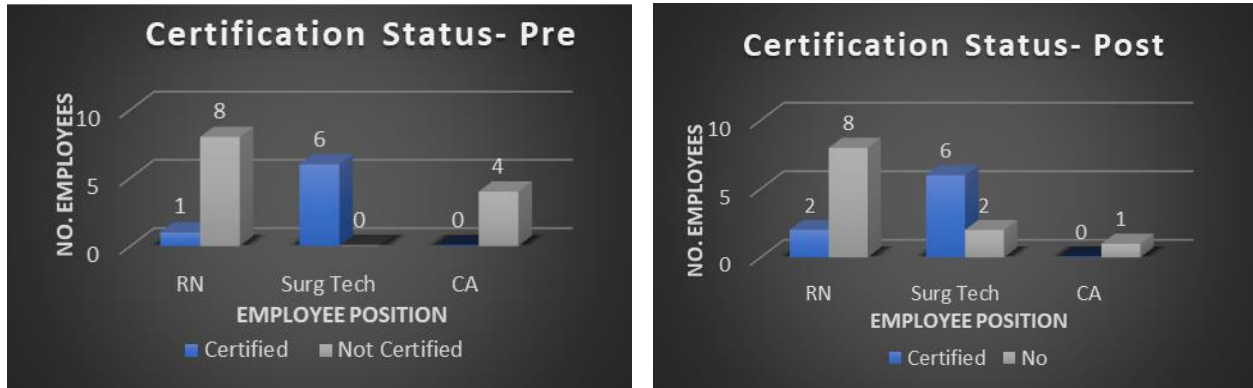 Certification Status- Pre
NO. EMPLOYEES
10
5
0
1
8
6
0
0
4
RN Surg Tech CA
EMPLOYEE POSITION
Certified Not Certified
Certification Status- Post
NO. EMPLOYEES
10
5
0
2
8
6
2
0
1
RN Surg Tech CA
EMPLOYEE POSITION
Certified No